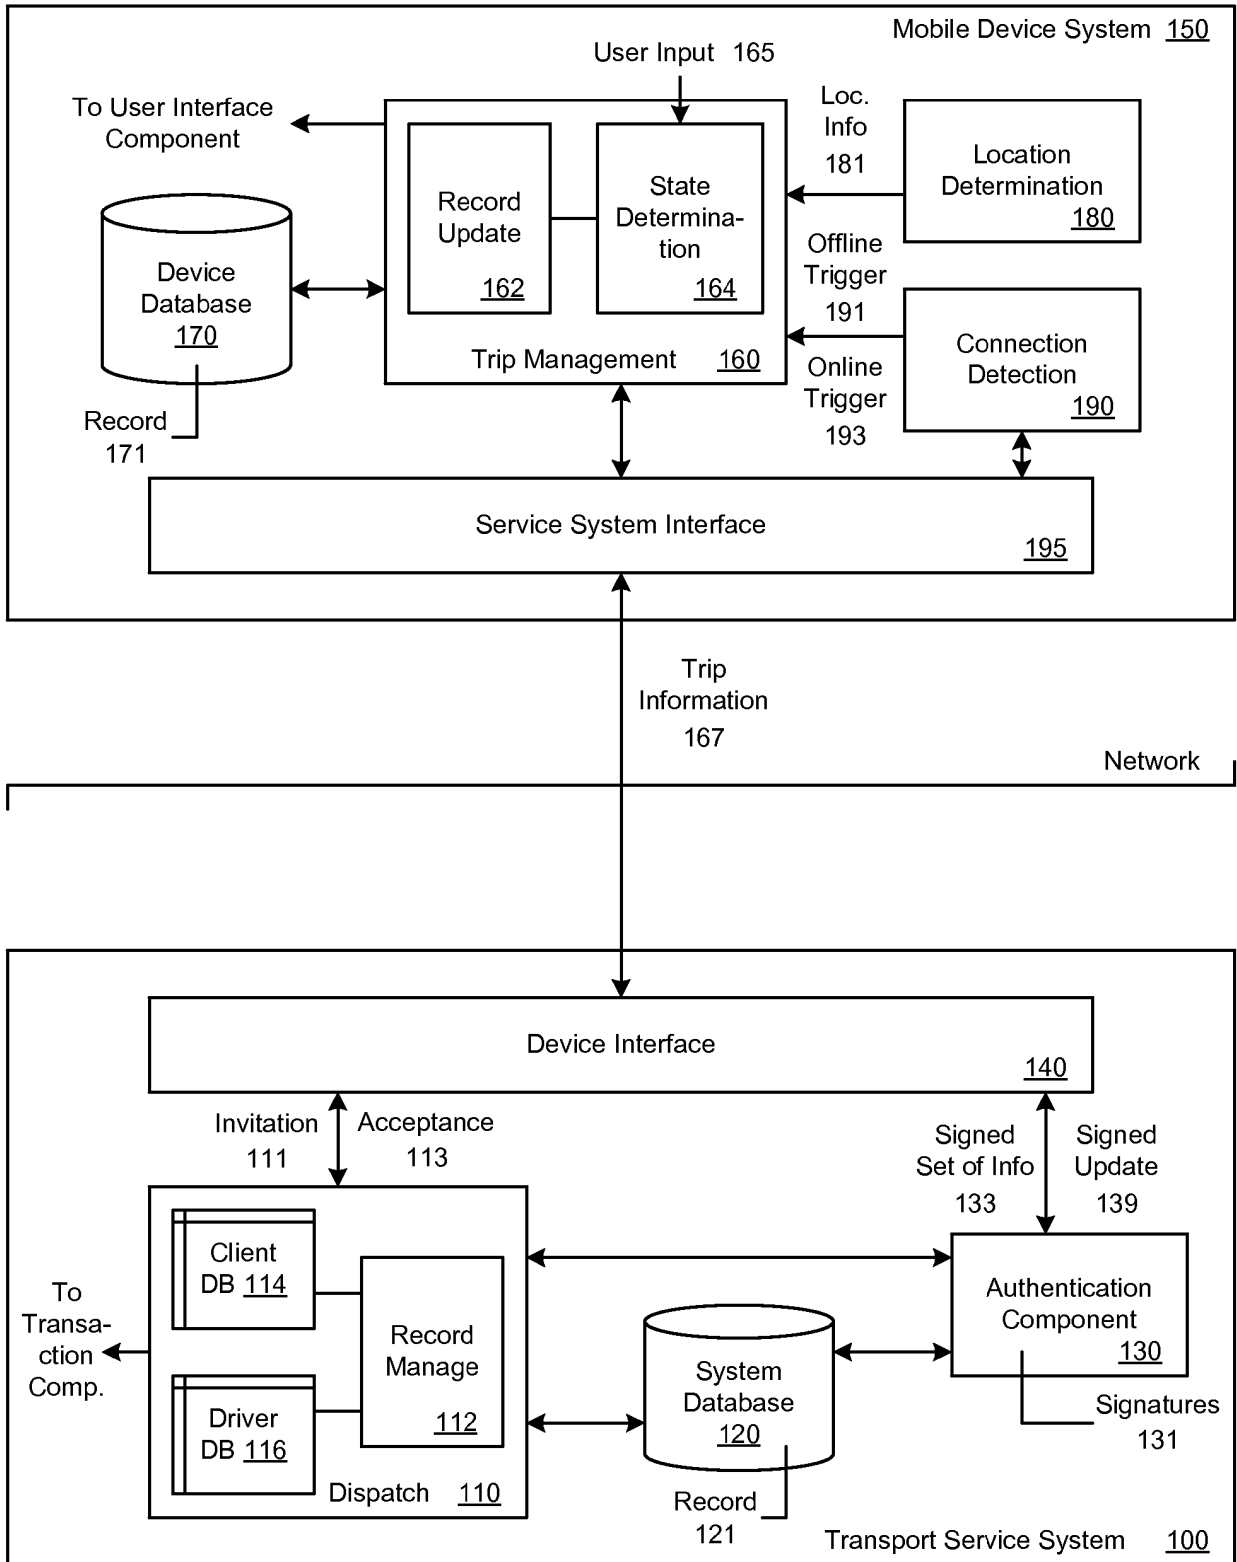 Mobile Device System 150
User Input 165
To User Interface
Component
Loc.
Info
181
Location
Determination
180
Record
Update
162
State
Determina-
tion
164
Device
Database
170
Offline
Trigger
191
Trip Management 160
Online
Trigger
193
Connection
Detection
190
Record
171
Service System Interface
195
Trip
Information
167
Network
Device Interface
140
Invitation
111
Acceptance
113
Signed
Set of Info
133
Signed
Update
139
Client
DB 114
To
Transa-
ction
Comp.
Record
Manage
112
Driver
DB 116
Dispatch 110
System
Database
120
Authentication
Component
130
Signatures
131
Record
121
Transport Service System 100